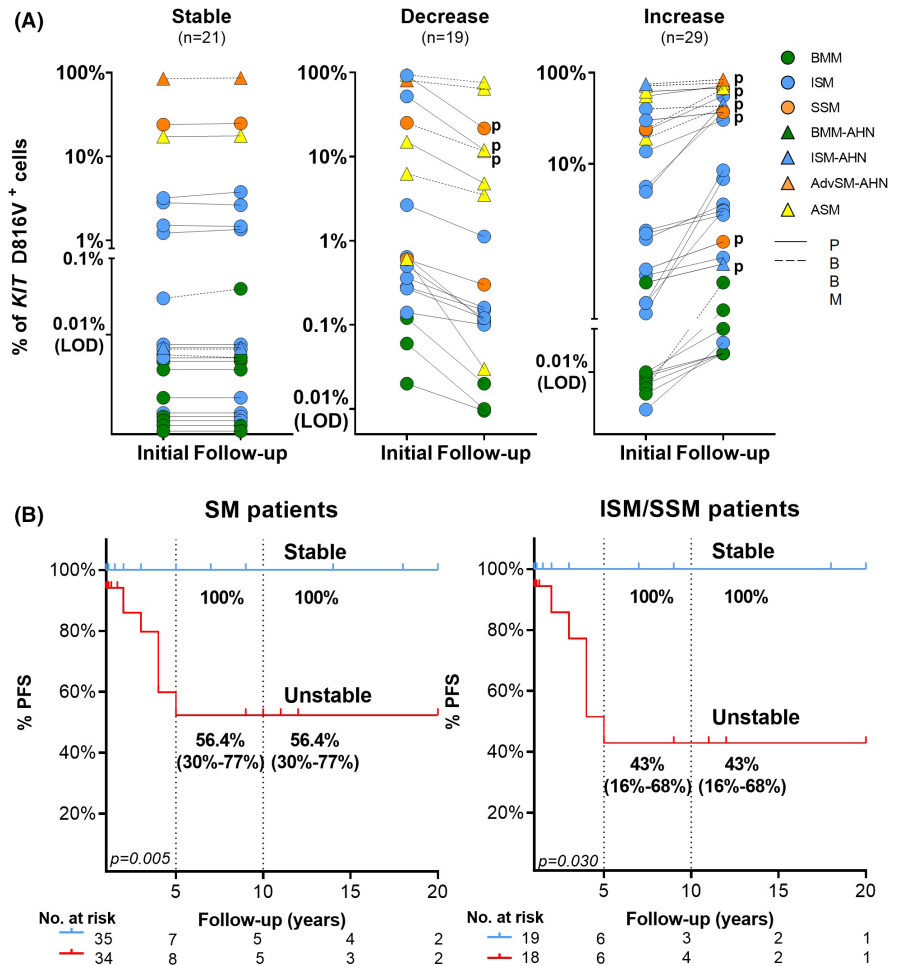 (A)
Stable
(n=21)
Decrease
(n=19)
Increase
(n=29)
% of KIT D816V + cells
100%
10%
1%
0.1%
0.01%
(LOD)
Initial Follow-up
100%
10%
1%
0.1%
0.01%
(LOD)
Initial Follow-up
p
p
p
100%
10%
0.01%
(LOD)
Initial Follow-up
p
p
p
p
p
p
BMM
ISM
SSM
BMM-AHN
ISM-AHN
AdvSM-AHN
ASM
P
B
B
M
(B)
SM patients
% PFS
100%
80%
60%
40%
20%
Stable
100% 100%
Unstable
56.4% 56.4%
(30%-77%) (30%-77%)
p=0.005
5 10 15 20
Follow-up (years)
No. at risk
35 7 5 4 2
34 8 5 3 2
ISM/SSM patients
% PFS
100%
80%
60%
40%
20%
Stable
100% 100%
Unstable
43% 43%
(16%-68%) (16%-68%)
p=0.030
5 10 15 20
Follow-up (years)
No. at risk
19 6 3 2 1
18 6 4 2 1